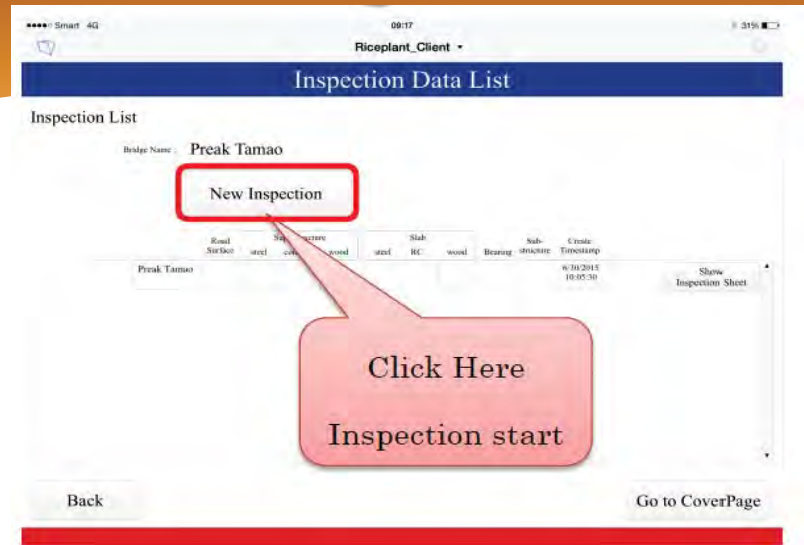 Smart 4G 09:17 31%
Riceplant_Client
Inspection Data List
Inspection List
Bridge Name : Preak Tamao
New Inspection
Slab
Road Surface steel wood steel RC wood Bearing Sub-structure Create Timestamp
Preak Tamao 6/30/2015 10:05:30 Show Inspection Sheet
Click Here
Inspection start
Back Go to CoverPage